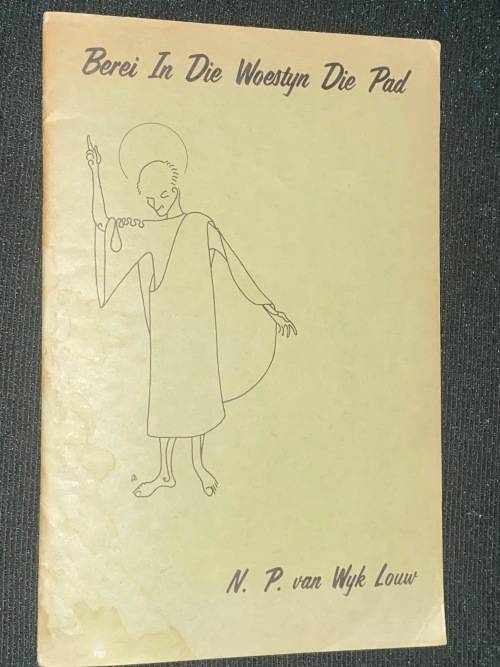 Berei In Die Woestyn Die Pad
N. P. van Wyk Louw